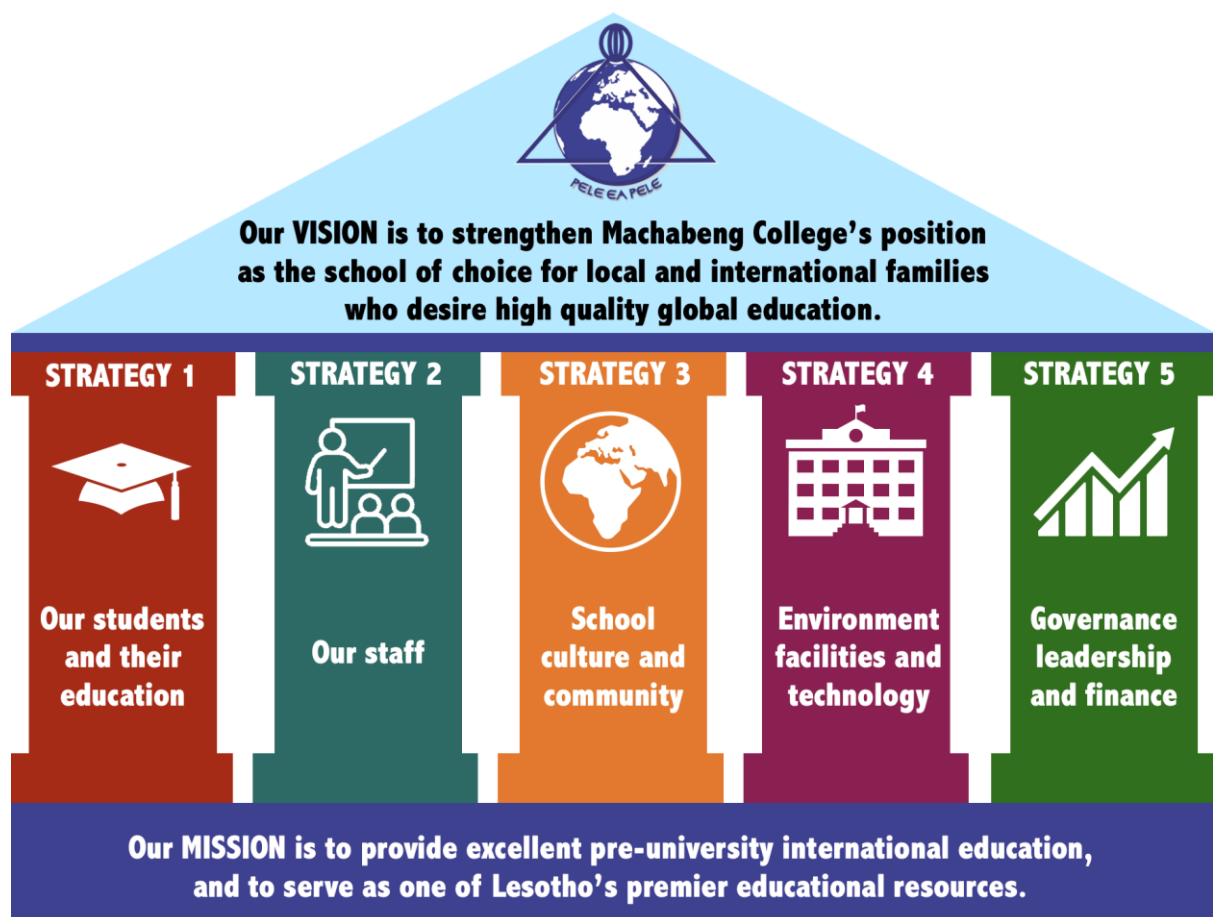 PELE EA PELE
Our VISION is to strengthen Machabeng College's position
as the school of choice for local and international families
who desire high quality global education.
STRATEGY 1
Our students
and their
education
STRATEGY 2
Our staff
STRATEGY 3
School
culture and
community
STRATEGY 4
Environment
facilities and
technology
STRATEGY 5
Governance
leadership
and finance
Our MISSION is to provide excellent pre-university international education,
and to serve as one of Lesotho's premier educational resources.